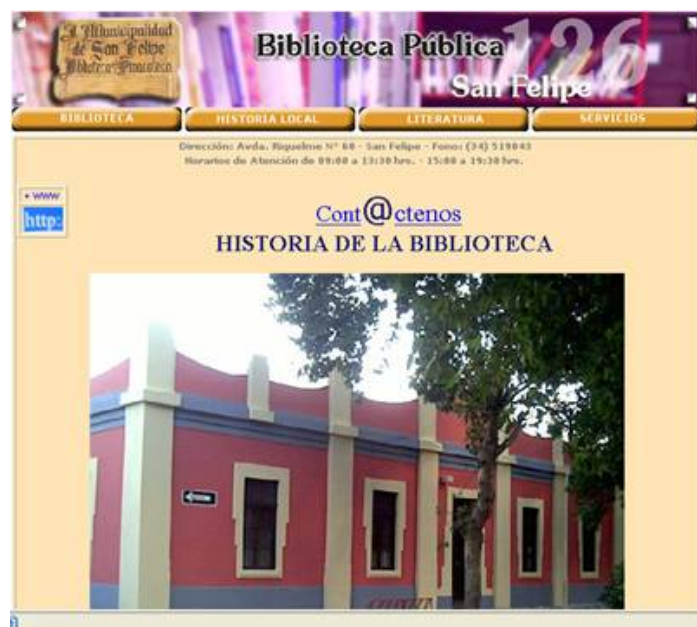 I. Municipalidad
de San Felipe
Biblioteca-Pinacoteca
Biblioteca Pública
126
San Felipe
BIBLIOTECA HISTORIA LOCAL LITERATURA SERVICIOS
Dirección: Avda. Riquelme Nº 60 - San Felipe - Fono: (34) 519043
Horarios de Atención de 09:00 a 13:30 hrs. - 15:00 a 19:30 hrs.
• WWW
http:
Cont@ctenos
HISTORIA DE LA BIBLIOTECA